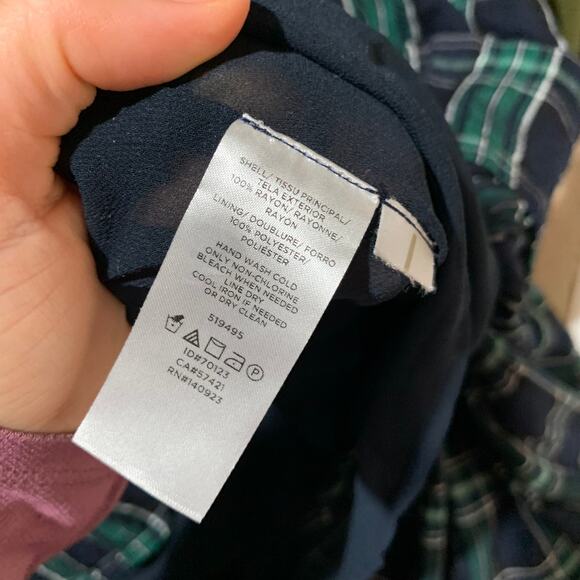 SHELL/ TISSU PRINCIPAL/
TELA EXTERIOR
100% RAYON/ RAYONNE/
RAYÓN
LINING/ DOUBLURE/ FORRO
100% POLYESTER/
POLIÉSTER
HAND WASH COLD
ONLY NON-CHLORINE
BLEACH WHEN NEEDED
LINE DRY
COOL IRON IF NEEDED
OR DRY CLEAN
519495
P
ID#70123
CA#57421
RN#140923